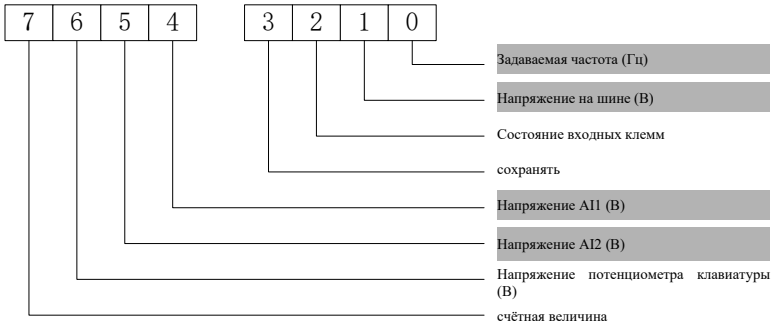 7 6 5 4 3 2 1 0
Задаваемая частота (Гц)
Напряжение на шине (В)
Состояние входных клемм
сохранять
Напряжение AI1 (В)
Напряжение AI2 (В)
Напряжение потенциометра клавиатуры
(В)
счётная величина